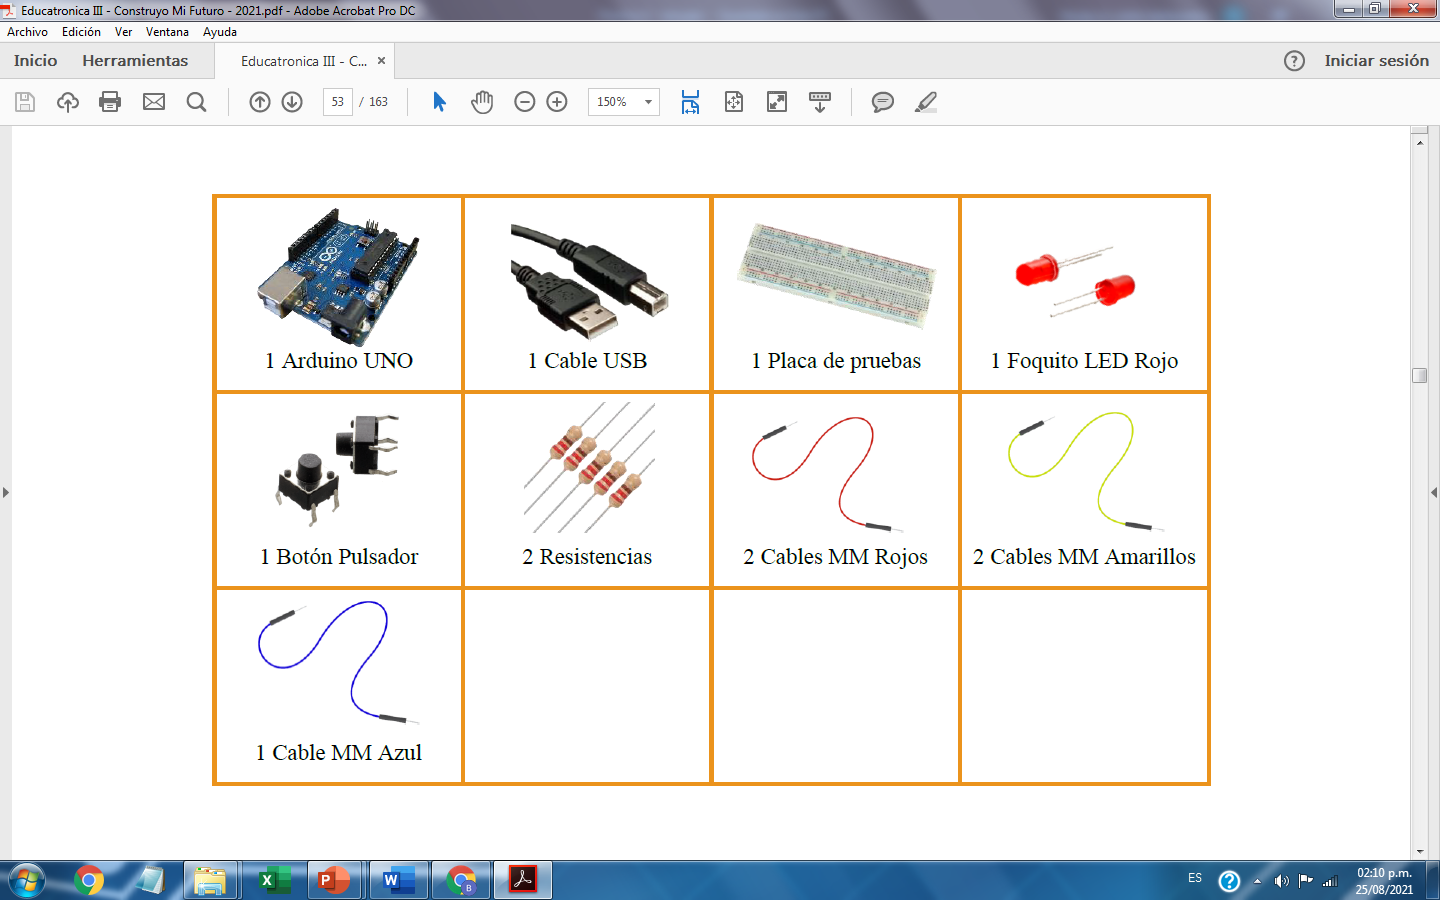 Educatronica III - Construyo Mi Futuro - 2021.pdf - Adobe Acrobat Pro DC
Archivo Edición Ver Ventana Ayuda
Inicio Herramientas Educatronica III - C... × ? Iniciar sesión
53 / 163 150%
1 Arduino UNO
1 Cable USB
1 Placa de pruebas
1 Foquito LED Rojo
1 Botón Pulsador
2 Resistencias
2 Cables MM Rojos
2 Cables MM Amarillos
1 Cable MM Azul
ES 02:10 p.m.
25/08/2021